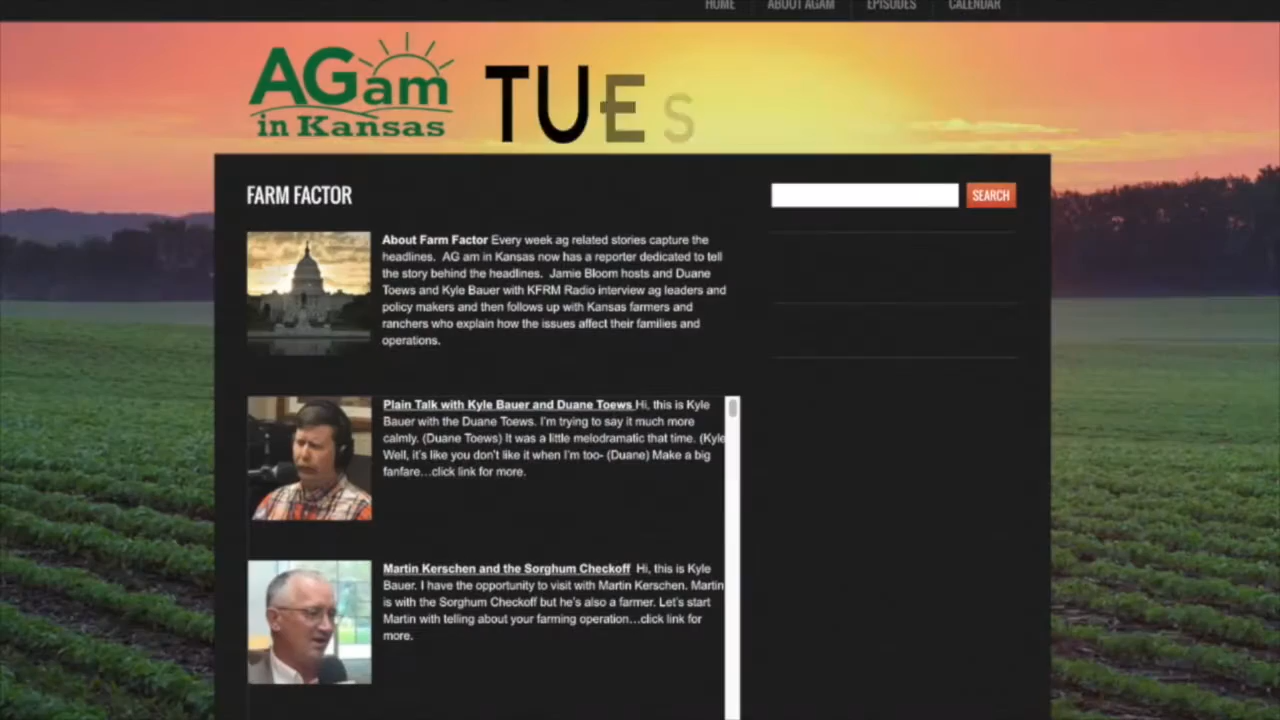 HOME ABOUT AGAM EPISODES CALENDAR
AGam
in Kansas
TUES
FARM FACTOR
SEARCH
About Farm Factor Every week ag related stories capture the
headlines. AG am in Kansas now has a reporter dedicated to tell
the story behind the headlines. Jamie Bloom hosts and Duane
Toews and Kyle Bauer with KFRM Radio interview ag leaders and
policy makers and then follows up with Kansas farmers and
ranchers who explain how the issues affect their families and
operations.
Plain Talk with Kyle Bauer and Duane Toews Hi, this is Kyle
Bauer with the Duane Toews. I'm trying to say it much more
calmly. (Duane Toews) It was a little melodramatic that time. (Kyle
Well, it's like you don't like it when I'm too- (Duane) Make a big
fanfare…click link for more.
Martin Kerschen and the Sorghum Checkoff Hi, this is Kyle
Bauer. I have the opportunity to visit with Martin Kerschen. Martin
is with the Sorghum Checkoff but he's also a farmer. Let's start
Martin with telling about your farming operation…click link for
more.